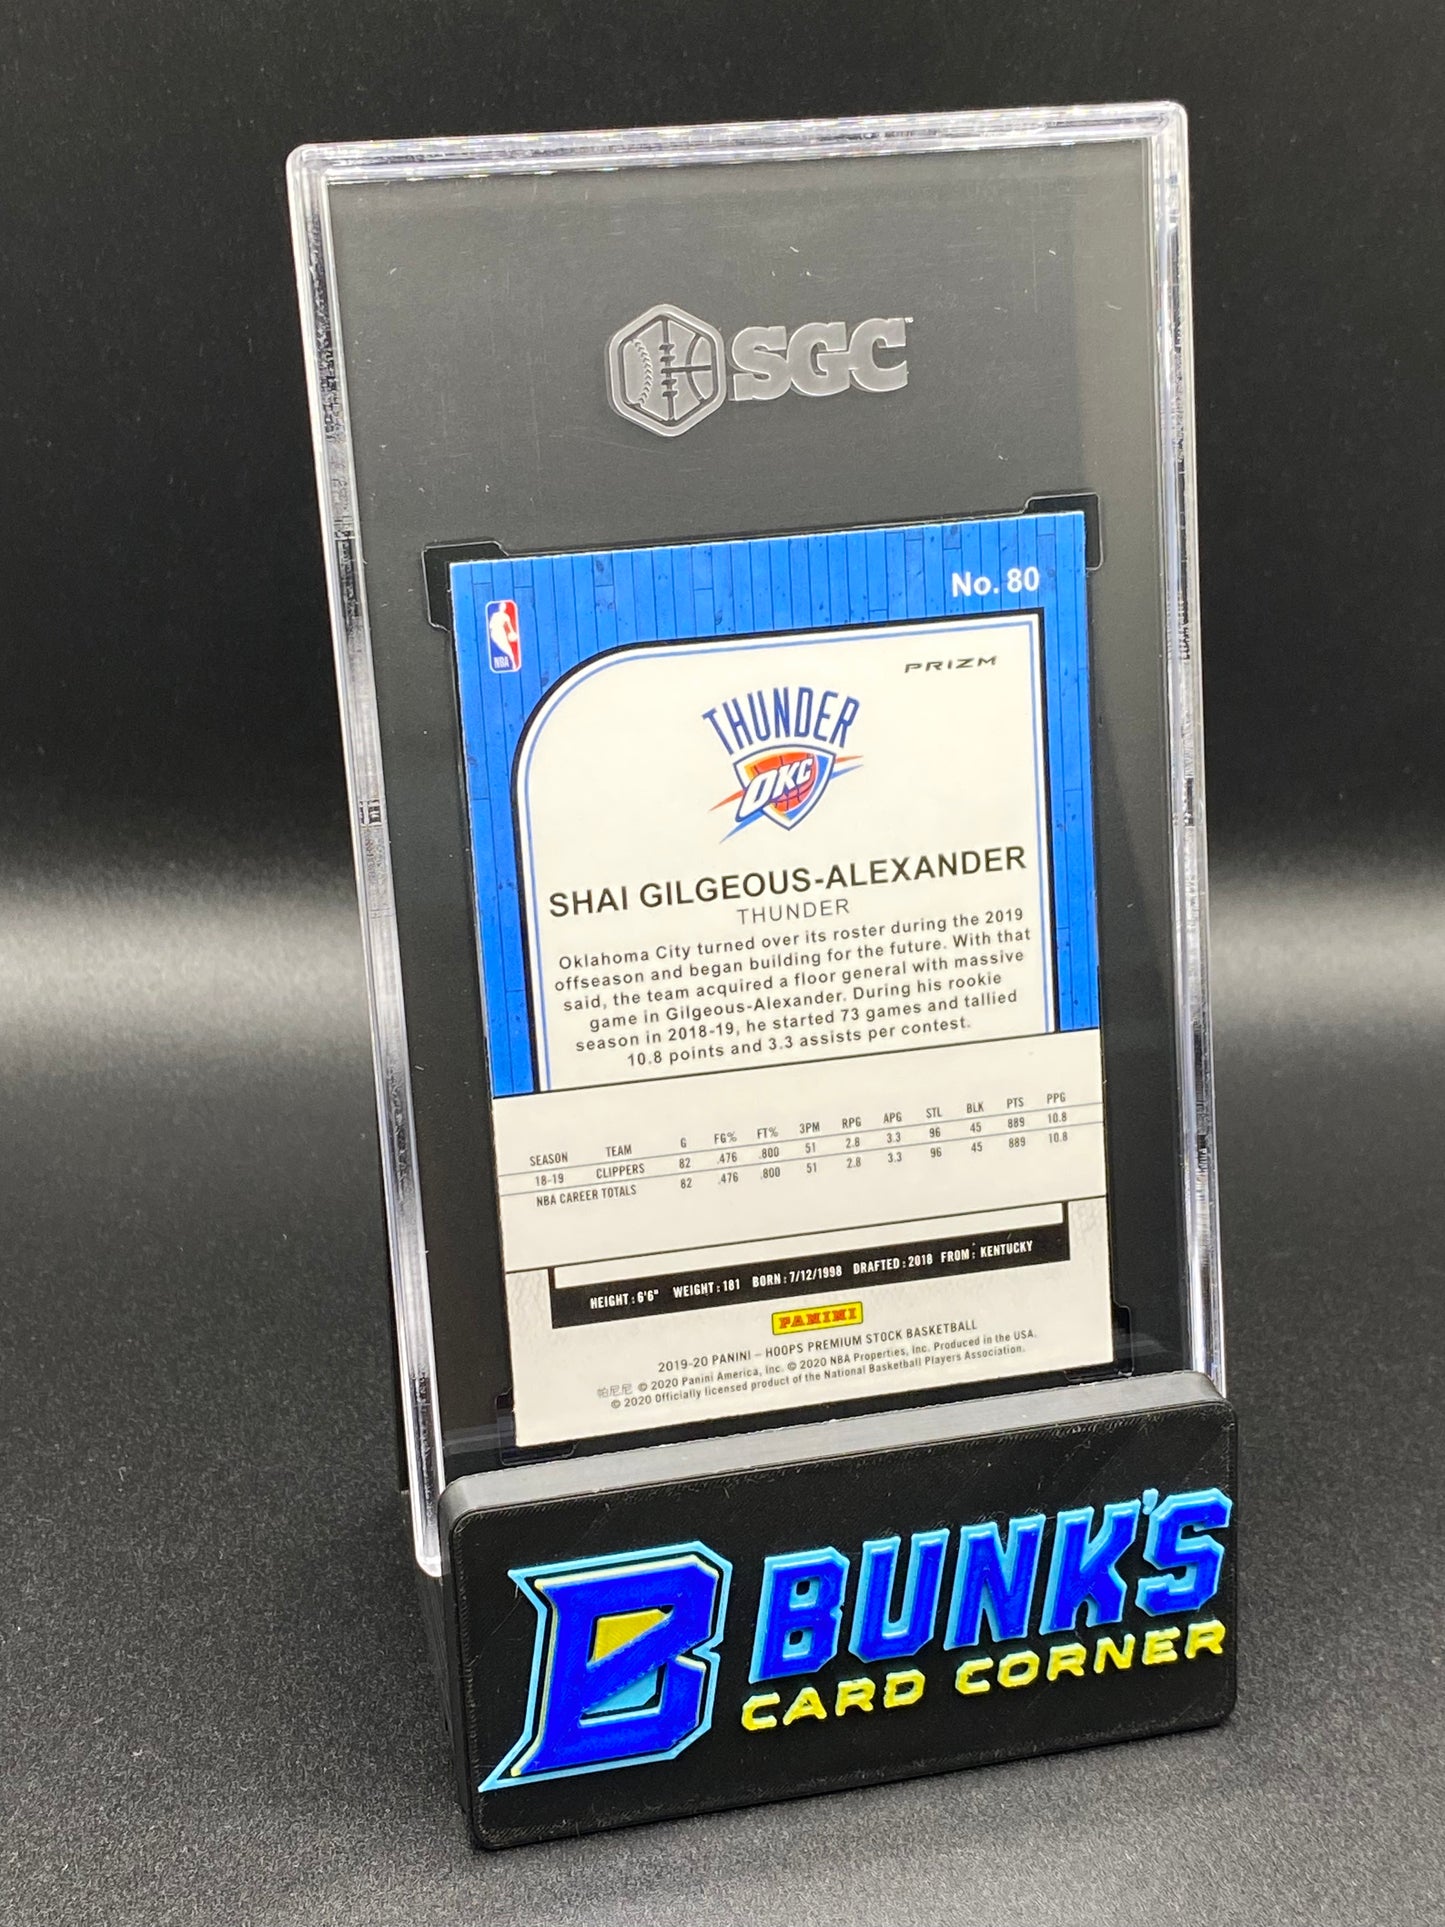 SGC
No. 80
NBA
PRIZM
THUNDER
OKC
SHAI GILGEOUS-ALEXANDER
THUNDER
Oklahoma City turned over its roster during the 2019
offseason and began building for the future. With that
said, the team acquired a floor general with massive
game in Gilgeous-Alexander. During his rookie
season in 2018-19, he started 73 games and tallied
10.8 points and 3.3 assists per contest.
SEASON TEAM G FG% FT% 3PM RPG APG STL BLK PTS PPG
18-19 CLIPPERS 82 .476 .800 51 2.8 3.3 96 45 889 10.8
NBA CAREER TOTALS 82 .476 .800 51 2.8 3.3 96 45 889 10.8
HEIGHT: 6'6" WEIGHT: 181 BORN: 7/12/1998 DRAFTED: 2018 FROM: KENTUCKY
PANINI
2019-20 PANINI – HOOPS PREMIUM STOCK BASKETBALL
帕尼尼 © 2020 Panini America, Inc. © 2020 NBA Properties, Inc. Produced in the USA.
© 2020 Officially licensed product of the National Basketball Players Association.
B BUNK'S
CARD CORNER